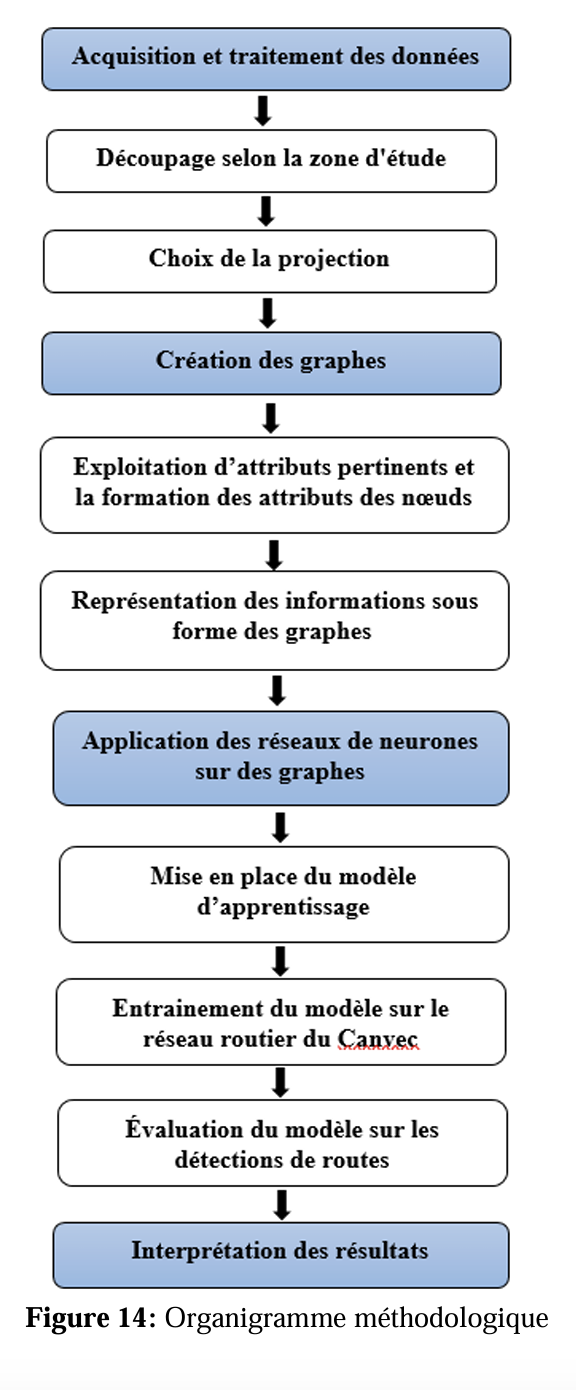 Acquisition et traitement des données
Découpage selon la zone d'étude
Choix de la projection
Création des graphes
Exploitation d’attributs pertinents et
la formation des attributs des nœuds
Représentation des informations sous
forme des graphes
Application des réseaux de neurones
sur des graphes
Mise en place du modèle
d’apprentissage
Entrainement du modèle sur le
réseau routier du Canvec
Évaluation du modèle sur les
détections de routes
Interprétation des résultats
Figure 14: Organigramme méthodologique